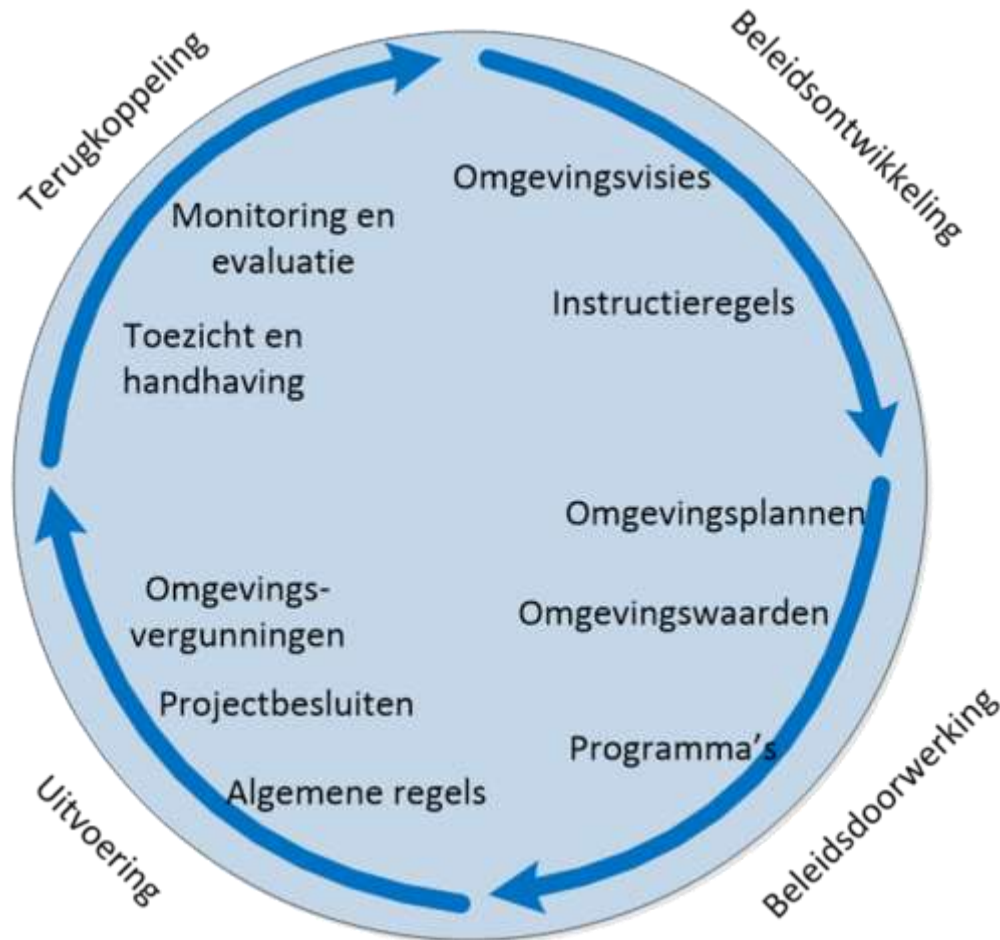 Terugkoppeling
Beleidsontwikkeling
Omgevingsvisies
Monitoring en
evaluatie
Instructieregels
Toezicht en
handhaving
Omgevingsplannen
Omgevings-
vergunningen
Omgevingswaarden
Projectbesluiten
Programma's
Algemene regels
Uitvoering
Beleidsdoorwerking